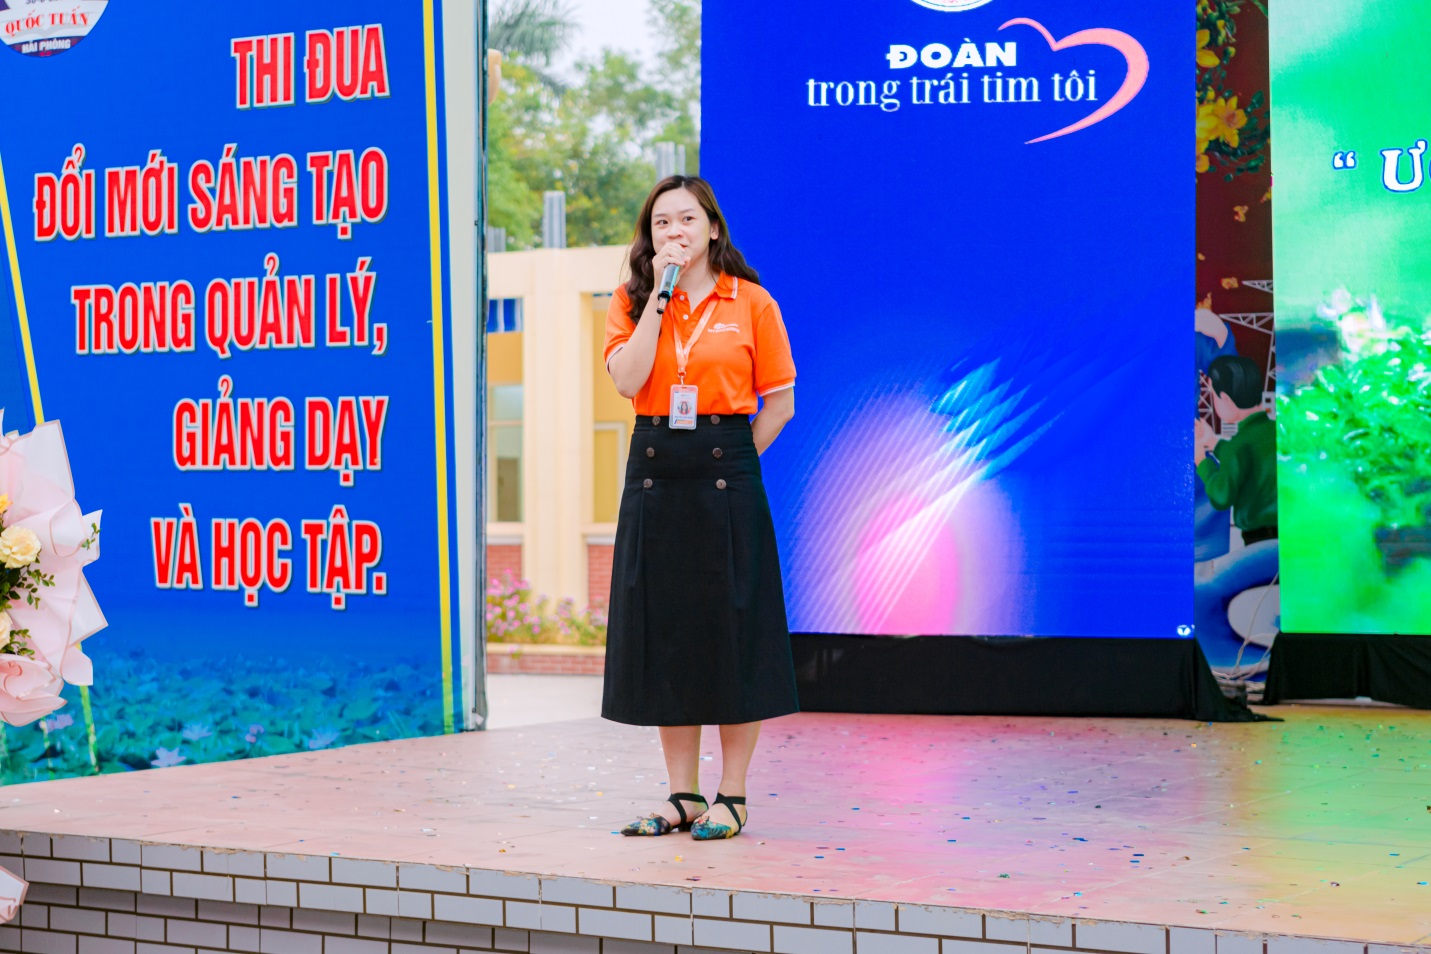 QUỐC TUẤN
HẢI PHÒNG
THI ĐUA
ĐỔI MỚI SÁNG TẠO
TRONG QUẢN LÝ,
GIẢNG DẠY
VÀ HỌC TẬP.
ĐOÀN
trong trái tim tôi
“ Ư